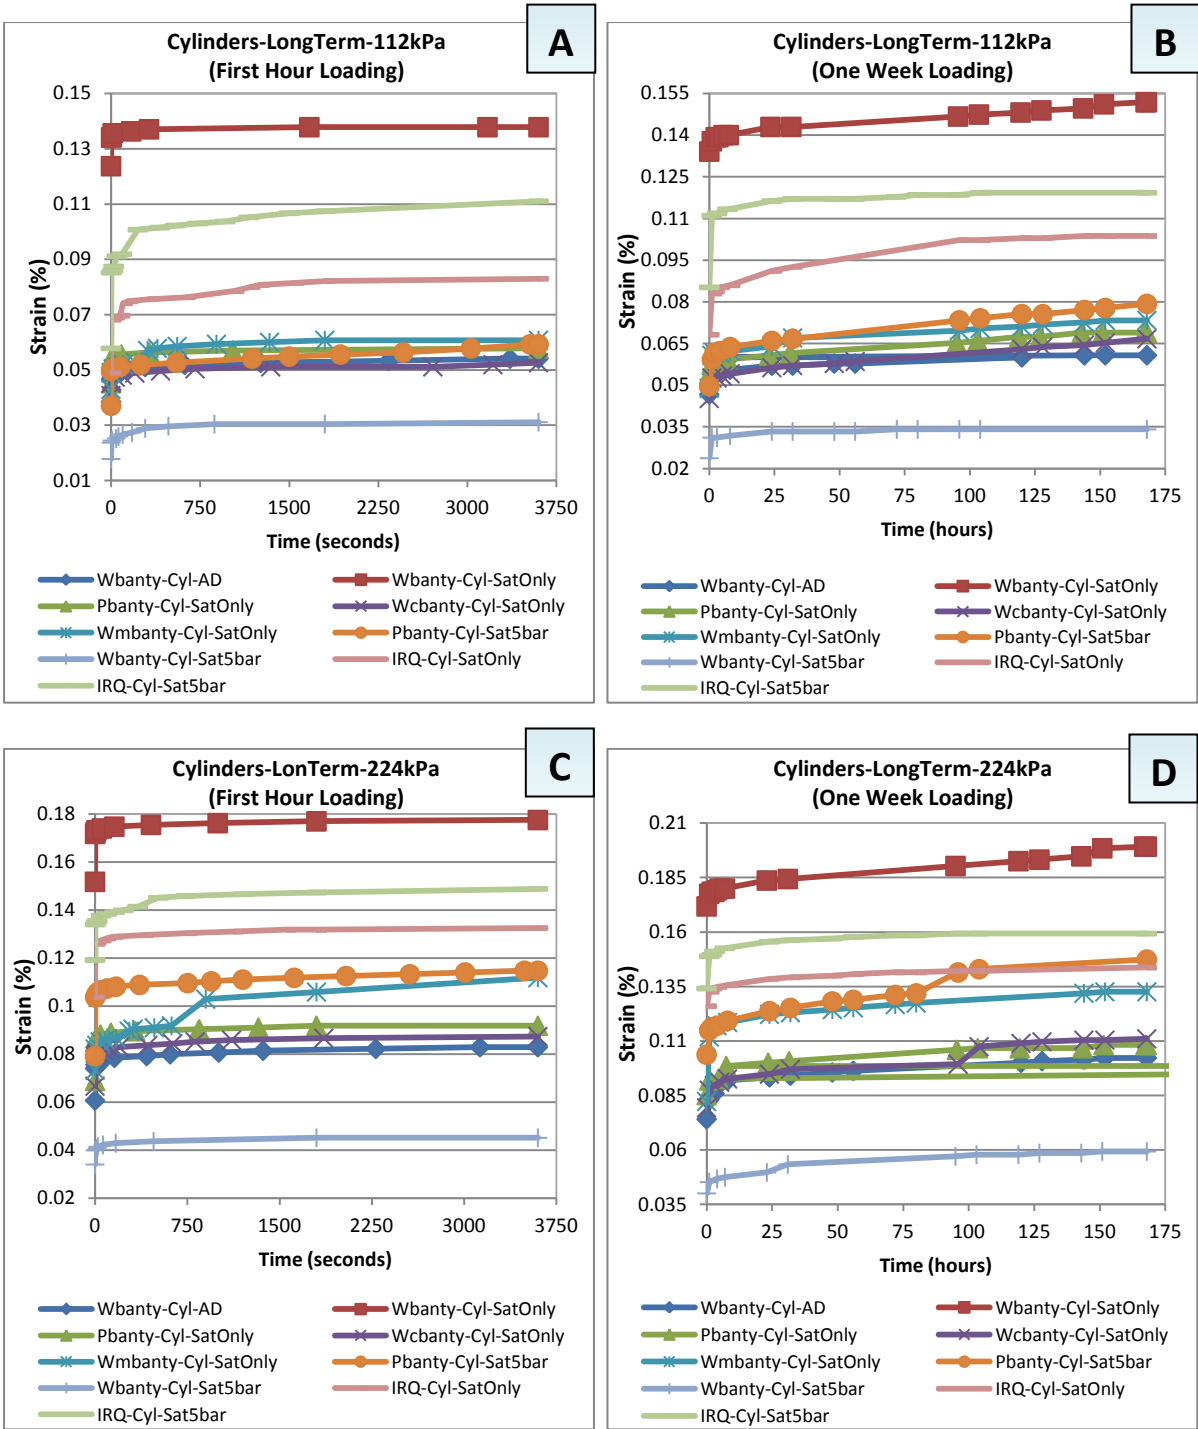 Cylinders-LongTerm-112kPa
(First Hour Loading)
A
0.15
0.13
0.11
0.09
0.07
0.05
0.03
0.01
Strain (%)
0 750 1500 2250 3000 3750
Time (seconds)
Wbanty-Cyl-AD Wbanty-Cyl-SatOnly
Pbanty-Cyl-SatOnly Wcbanty-Cyl-SatOnly
Wmbanty-Cyl-SatOnly Pbanty-Cyl-Sat5bar
Wbanty-Cyl-Sat5bar IRQ-Cyl-SatOnly
IRQ-Cyl-Sat5bar
Cylinders-LongTerm-112kPa
(One Week Loading)
B
0.155
0.14
0.125
0.11
0.095
0.08
0.065
0.05
0.035
0.02
Strain (%)
0 25 50 75 100 125 150 175
Time (hours)
Wbanty-Cyl-AD Wbanty-Cyl-SatOnly
Pbanty-Cyl-SatOnly Wcbanty-Cyl-SatOnly
Wmbanty-Cyl-SatOnly Pbanty-Cyl-Sat5bar
Wbanty-Cyl-Sat5bar IRQ-Cyl-SatOnly
IRQ-Cyl-Sat5bar
Cylinders-LonTerm-224kPa
(First Hour Loading)
C
0.18
0.16
0.14
0.12
0.1
0.08
0.06
0.04
0.02
Strain (%)
0 750 1500 2250 3000 3750
Time (seconds)
Wbanty-Cyl-AD Wbanty-Cyl-SatOnly
Pbanty-Cyl-SatOnly Wcbanty-Cyl-SatOnly
Wmbanty-Cyl-SatOnly Pbanty-Cyl-Sat5bar
Wbanty-Cyl-Sat5bar IRQ-Cyl-SatOnly
IRQ-Cyl-Sat5bar
Cylinders-LongTerm-224kPa
(One Week Loading)
D
0.21
0.185
0.16
0.135
0.11
0.085
0.06
0.035
Strain (%)
0 25 50 75 100 125 150 175
Time (hours)
Wbanty-Cyl-AD Wbanty-Cyl-SatOnly
Pbanty-Cyl-SatOnly Wcbanty-Cyl-SatOnly
Wmbanty-Cyl-SatOnly Pbanty-Cyl-Sat5bar
Wbanty-Cyl-Sat5bar IRQ-Cyl-SatOnly
IRQ-Cyl-Sat5bar